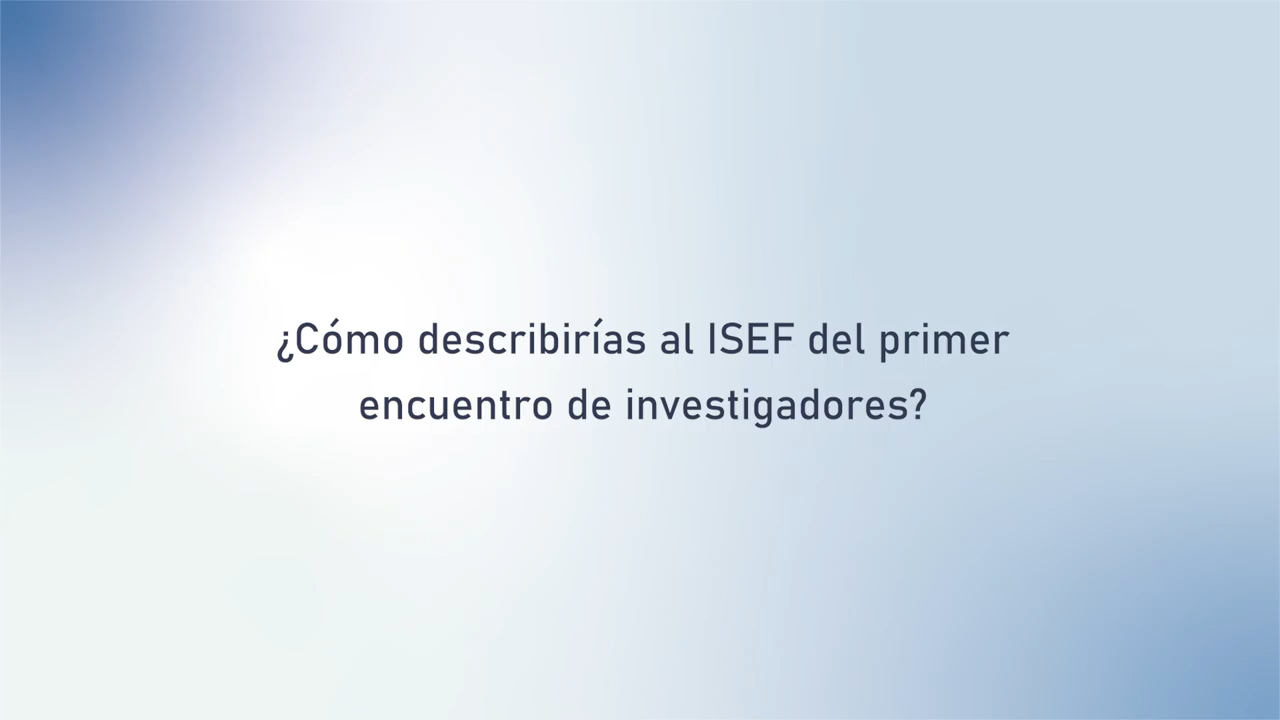 ¿Cómo describirías al ISEF del primer
encuentro de investigadores?